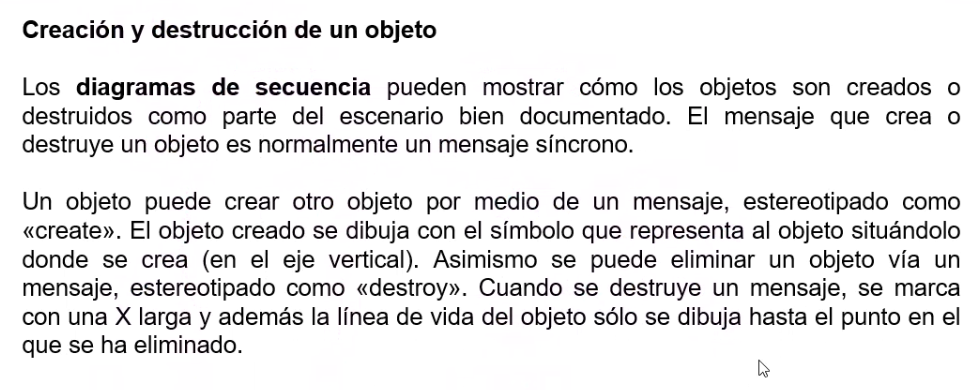 Creación y destrucción de un objeto
Los diagramas de secuencia pueden mostrar cómo los objetos son creados o
destruidos como parte del escenario bien documentado. El mensaje que crea o
destruye un objeto es normalmente un mensaje síncrono.
Un objeto puede crear otro objeto por medio de un mensaje, estereotipado como
«create». El objeto creado se dibuja con el símbolo que representa al objeto situándolo
donde se crea (en el eje vertical). Asimismo se puede eliminar un objeto vía un
mensaje, estereotipado como «destroy». Cuando se destruye un mensaje, se marca
con una X larga y además la línea de vida del objeto sólo se dibuja hasta el punto en el
que se ha eliminado.